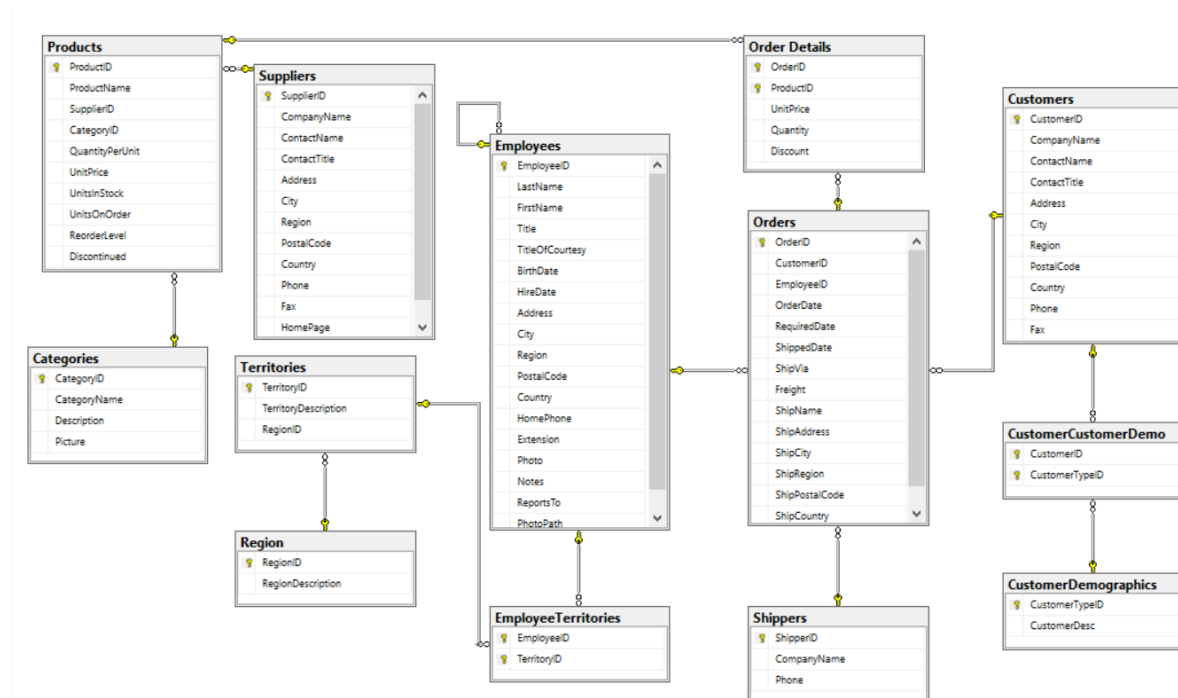 Products
ProductID
ProductName
SupplierID
CategoryID
QuantityPerUnit
UnitPrice
UnitsInStock
UnitsOnOrder
ReorderLevel
Discontinued
Suppliers
SupplierID
CompanyName
ContactName
ContactTitle
Address
City
Region
PostalCode
Country
Phone
Fax
HomePage
Employees
EmployeeID
LastName
FirstName
Title
TitleOfCourtesy
BirthDate
HireDate
Address
City
Region
PostalCode
Country
HomePhone
Extension
Photo
Notes
ReportsTo
PhotoPath
Order Details
OrderID
ProductID
UnitPrice
Quantity
Discount
Customers
CustomerID
CompanyName
ContactName
ContactTitle
Address
City
Region
PostalCode
Country
Phone
Fax
Orders
OrderID
CustomerID
EmployeeID
OrderDate
RequiredDate
ShippedDate
ShipVia
Freight
ShipName
ShipAddress
ShipCity
ShipRegion
ShipPostalCode
ShipCountry
Categories
CategoryID
CategoryName
Description
Picture
Territories
TerritoryID
TerritoryDescription
RegionID
CustomerCustomerDemo
CustomerID
CustomerTypeID
Region
RegionID
RegionDescription
EmployeeTerritories
EmployeeID
TerritoryID
Shippers
ShipperID
CompanyName
Phone
CustomerDemographics
CustomerTypeID
CustomerDesc